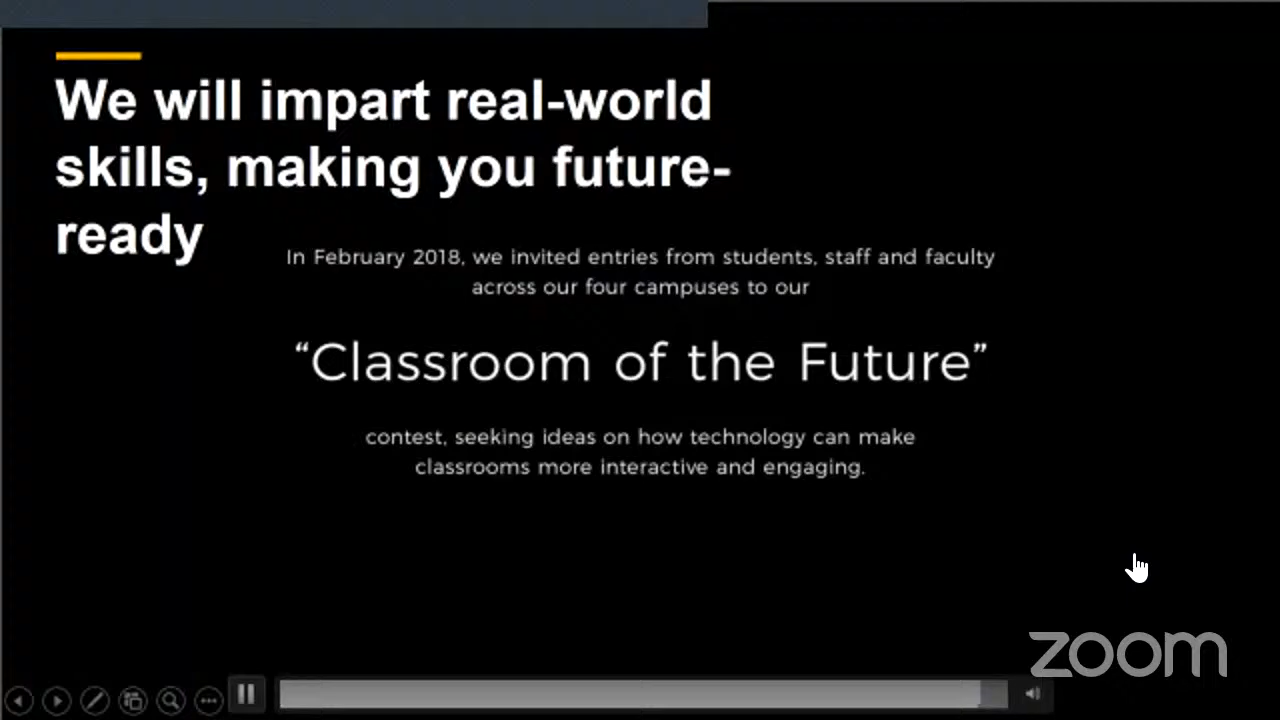 We will impart real-world
skills, making you future-
ready
In February 2018, we invited entries from students, staff and faculty
across our four campuses to our
“Classroom of the Future”
contest, seeking ideas on how technology can make
classrooms more interactive and engaging.
zoom